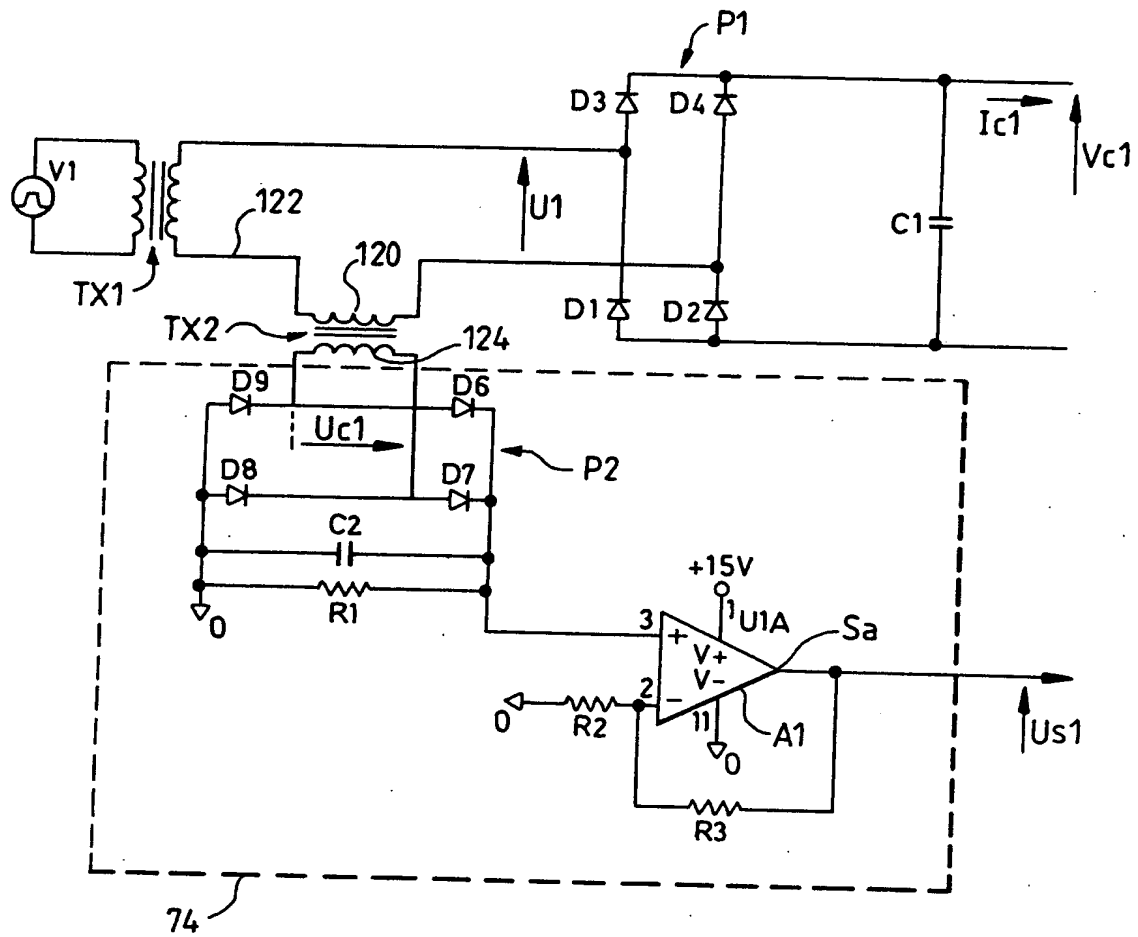 P1
D3
D4
Ic1
Vc1
V1
122
U1
C1
120
TX1
D1
D2
TX2
124
D9
D6
Uc1
P2
D8
D7
C2
+15V
R1
0
1
U1A
Sa
3
+
V+
V-
2
-
0
R2
11
0
A1
Us1
R3
74